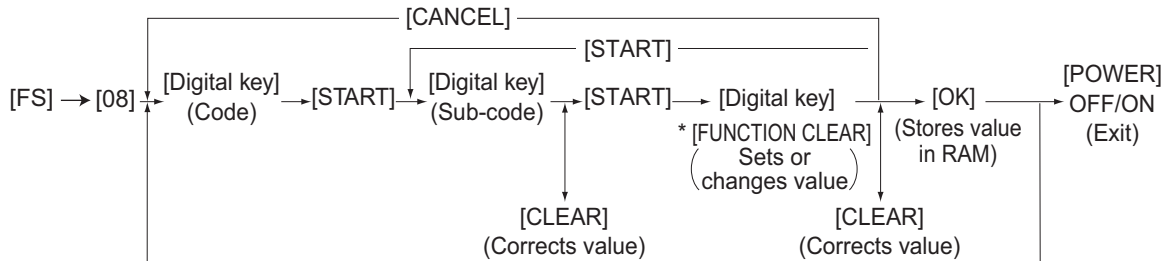 [CANCEL]
[START]
[FS] → [08] → [Digital key] → [START] → [Digital key] → [START] → [Digital key] → [OK] → [POWER]
(Code)
(Sub-code)
* [FUNCTION CLEAR]
(Sets or
changes value)
(Stores value
in RAM)
OFF/ON
(Exit)
[CLEAR]
(Corrects value)
[CLEAR]
(Corrects value)